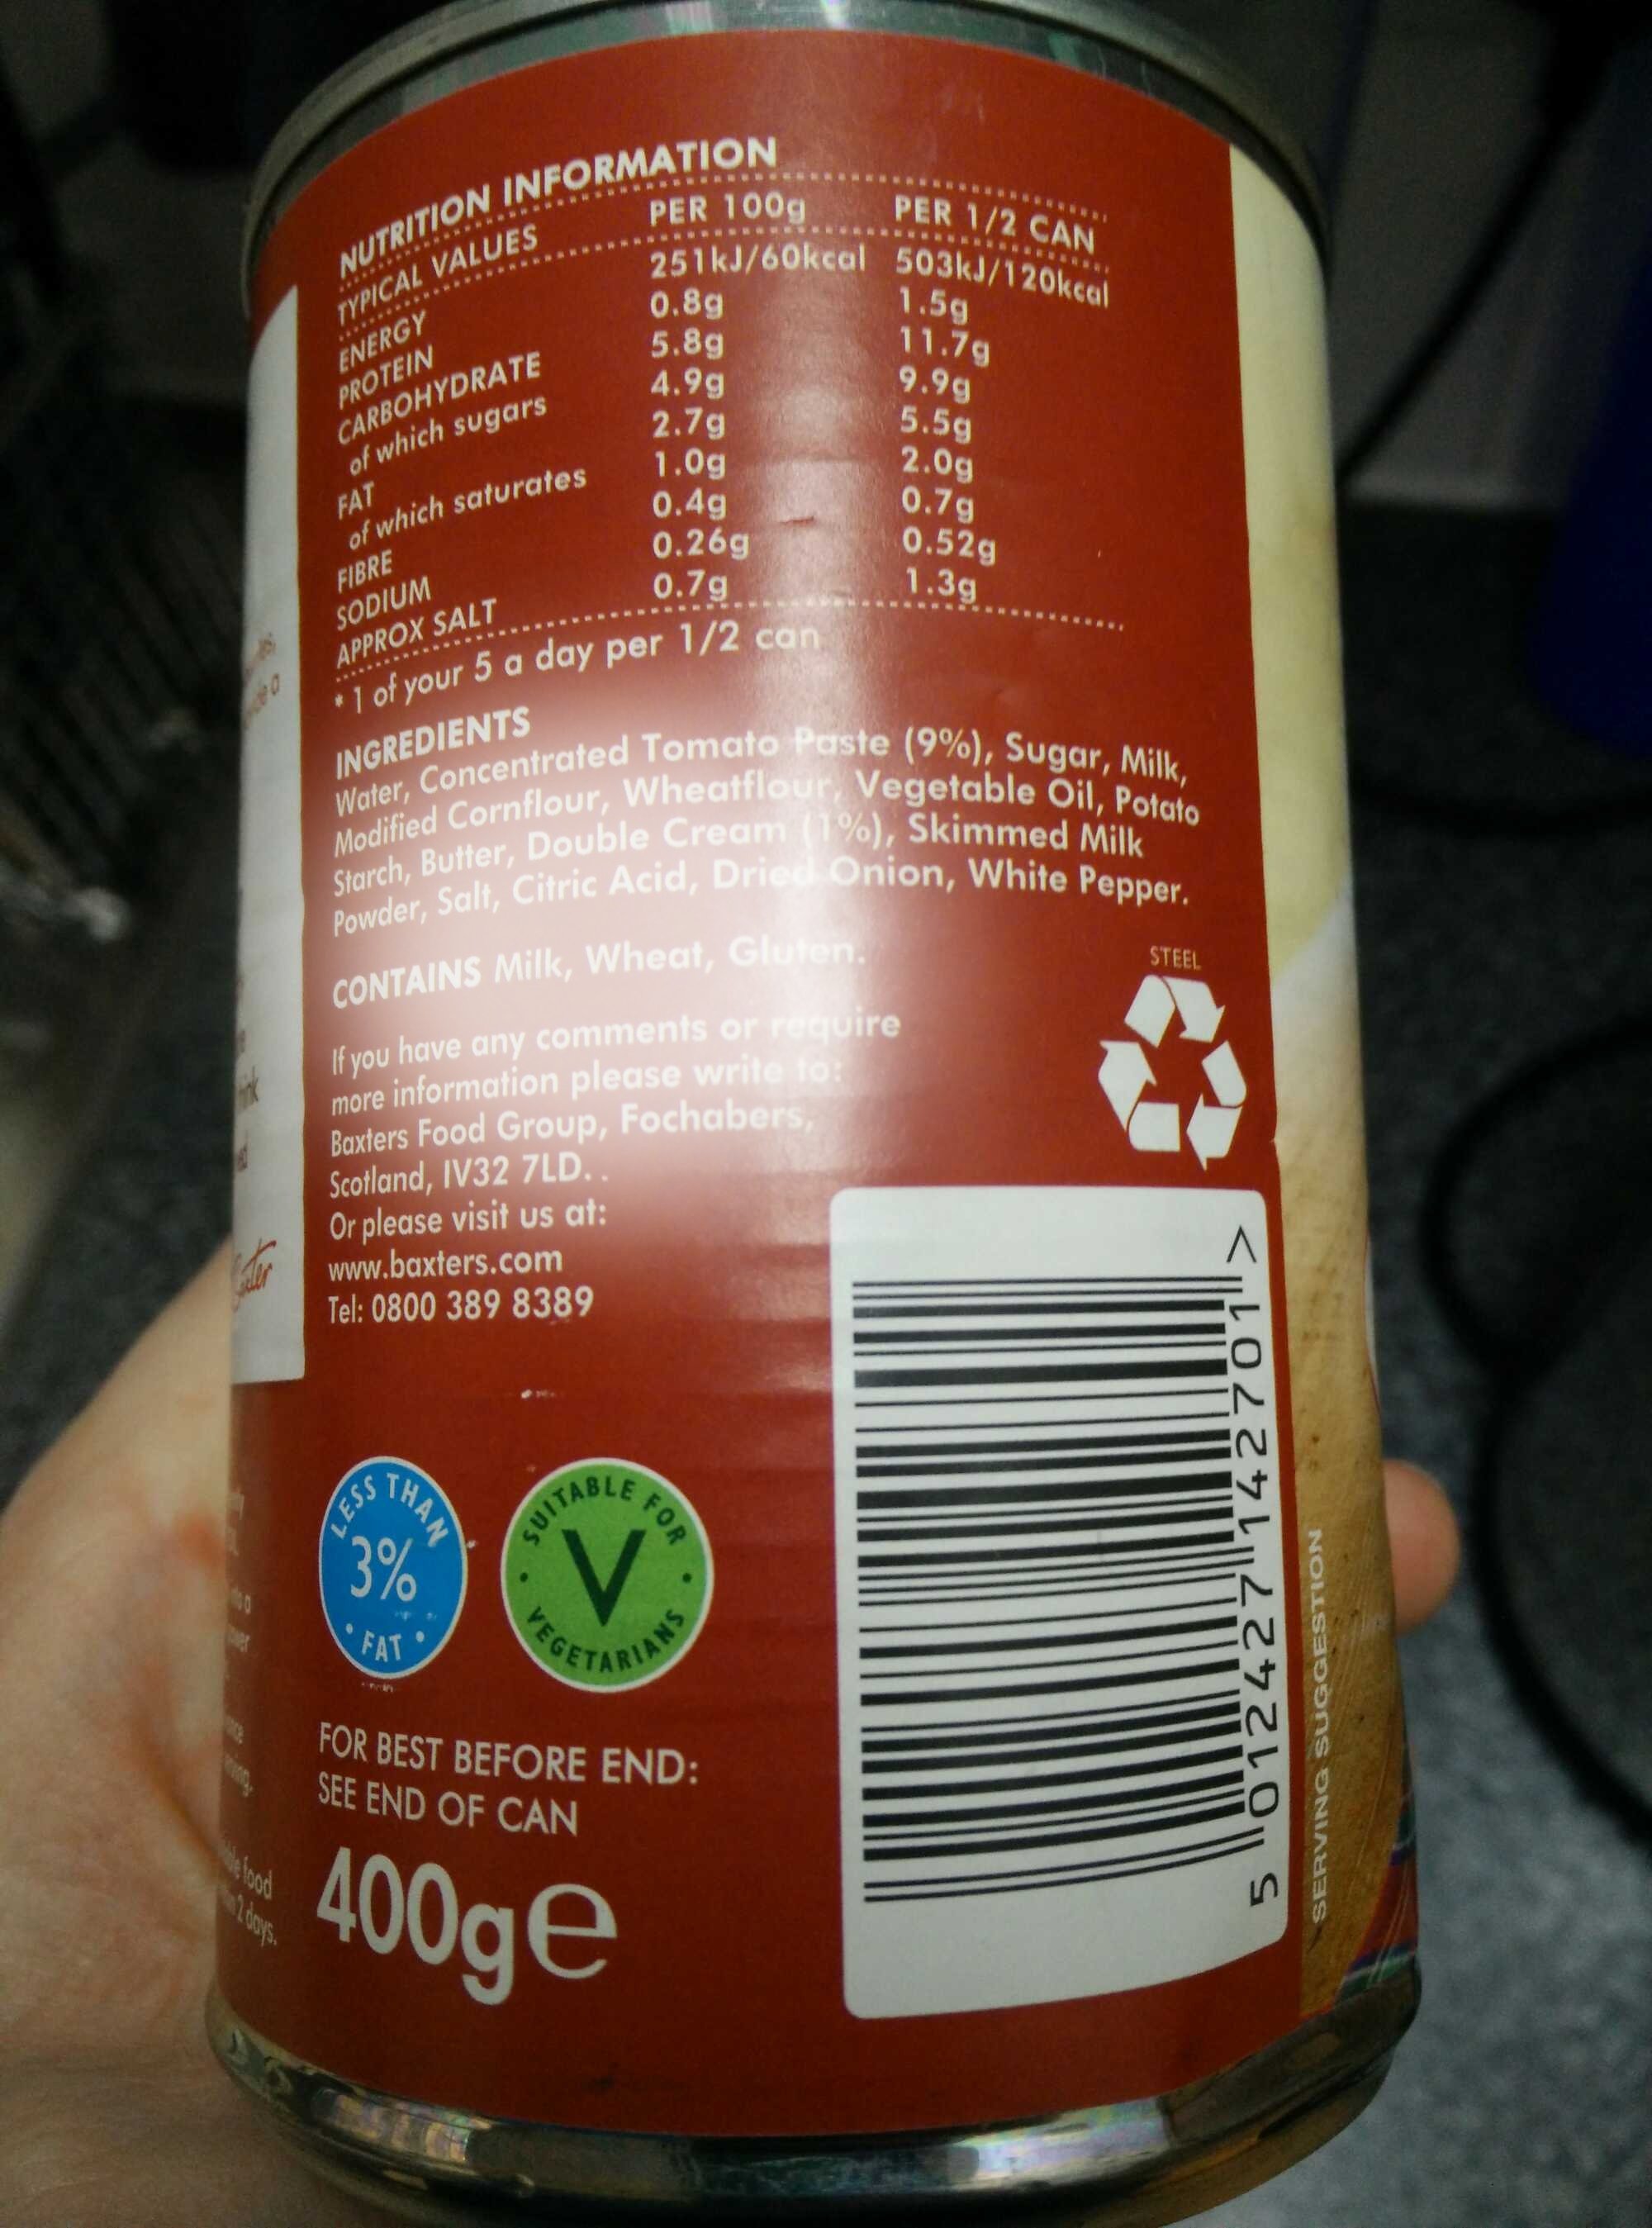 NUTRITION INFORMATION
TYPICAL VALUES PER 100g PER 1/2 CAN
ENERGY 251kJ/60kcal 503kJ/120kcal
PROTEIN 0.8g 1.5g
CARBOHYDRATE 5.8g 11.7g
of which sugars 4.9g 9.9g
FAT 2.7g 5.5g
of which saturates 1.0g 2.0g
FIBRE 0.4g 0.7g
SODIUM 0.26g 0.52g
APPROX SALT 0.7g 1.3g
* 1 of your 5 a day per 1/2 can
INGREDIENTS
Water, Concentrated Tomato Paste (9%), Sugar, Milk,
Modified Cornflour, Wheatflour, Vegetable Oil, Potato
Starch, Butter, Double Cream (1%), Skimmed Milk
Powder, Salt, Citric Acid, Dried Onion, White Pepper.
CONTAINS Milk, Wheat, Gluten.
STEEL
If you have any comments or require
more information please write to:
Baxters Food Group, Fochabers,
Scotland, IV32 7LD. .
Or please visit us at:
www.baxters.com
Tel: 0800 389 8389
LESS THAN
3%
• FAT •
SUITABLE FOR
V
• VEGETARIANS •
FOR BEST BEFORE END:
SEE END OF CAN
400ge
5 012427 142701 >
SERVING SUGGESTION
food
2 days.